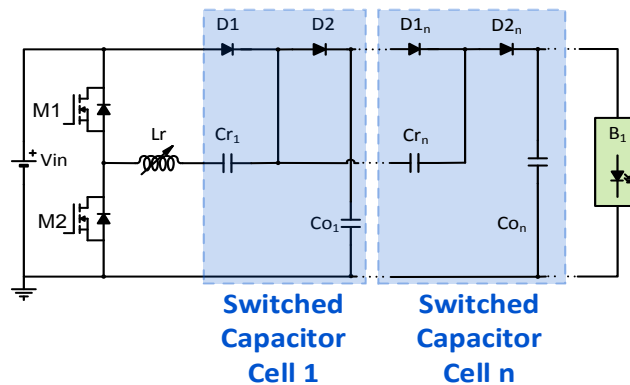 D1 D2 D1ₙ D2ₙ
M1
Lr Cr₁ Crₙ B₁
+
Vin
M2
Co₁ Coₙ
Switched Switched
Capacitor Capacitor
Cell 1 Cell n